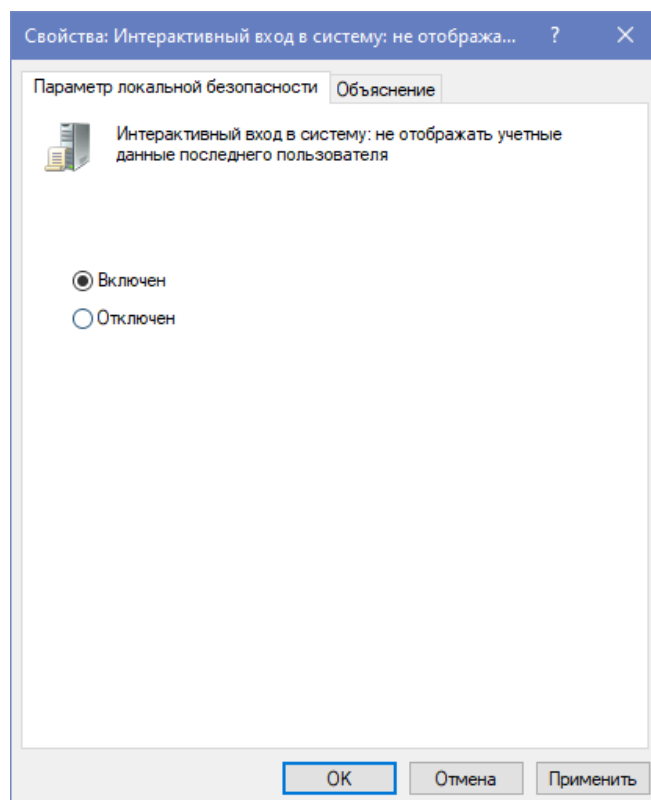 Свойства: Интерактивный вход в систему: не отобража... ? ×
Параметр локальной безопасности Объяснение
Интерактивный вход в систему: не отображать учетные
данные последнего пользователя
Включен
Отключен
OK Отмена Применить